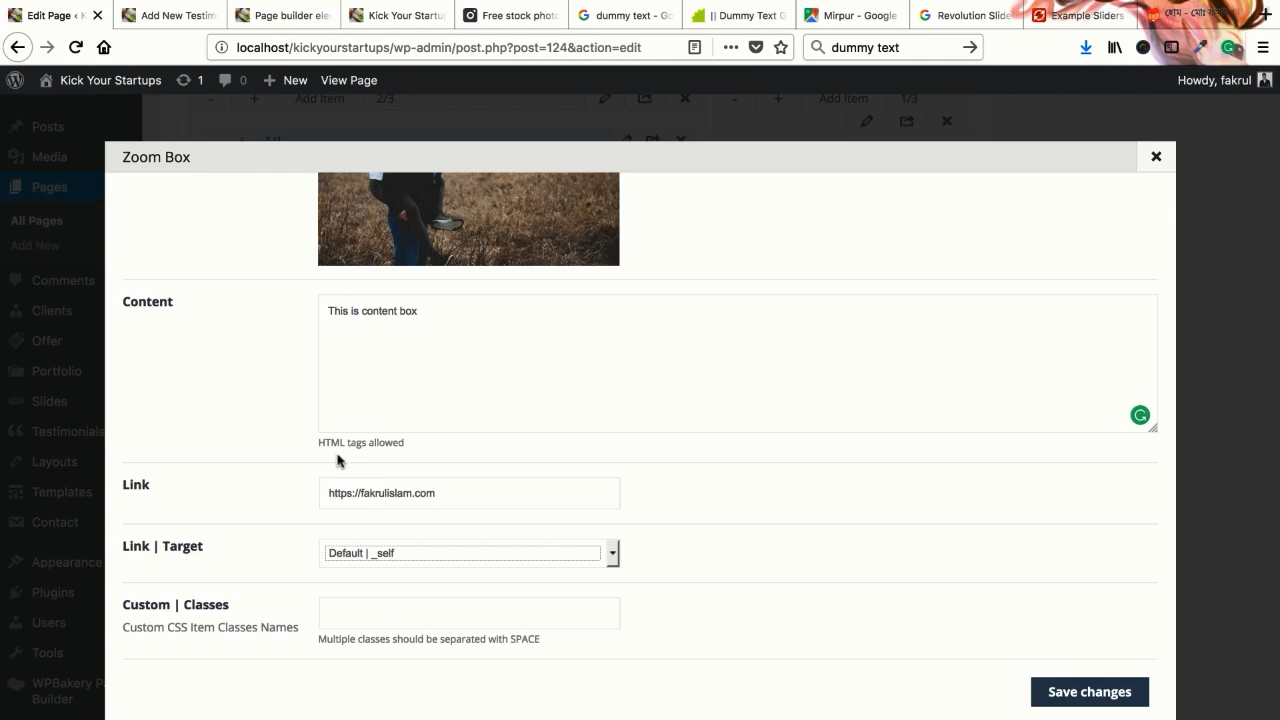 Edit Page ‹ K
Add New Testim
Page builder ele
Kick Your Startu
Free stock photo
dummy text - Go
|| Dummy Text G
Mirpur - Google
Revolution Slide
Example Sliders
localhost/kickyourstartups/wp-admin/post.php?post=124&action=edit
dummy text
Kick Your Startups
1
0
New
View Page
Howdy, fakrul
- + Add Item 2/3
- + Add Item 1/3
Posts
Media
Pages
All Pages
Add New
Comments
Clients
Offer
Portfolio
Slides
Testimonials
Layouts
Templates
Contact
Appearance
Plugins
Users
Tools
WPBakery P
Builder
Zoom Box
Content
This is content box
HTML tags allowed
Link
https://fakrulislam.com
Link | Target
Default | _self
Custom | Classes
Custom CSS Item Classes Names
Multiple classes should be separated with SPACE
Save changes